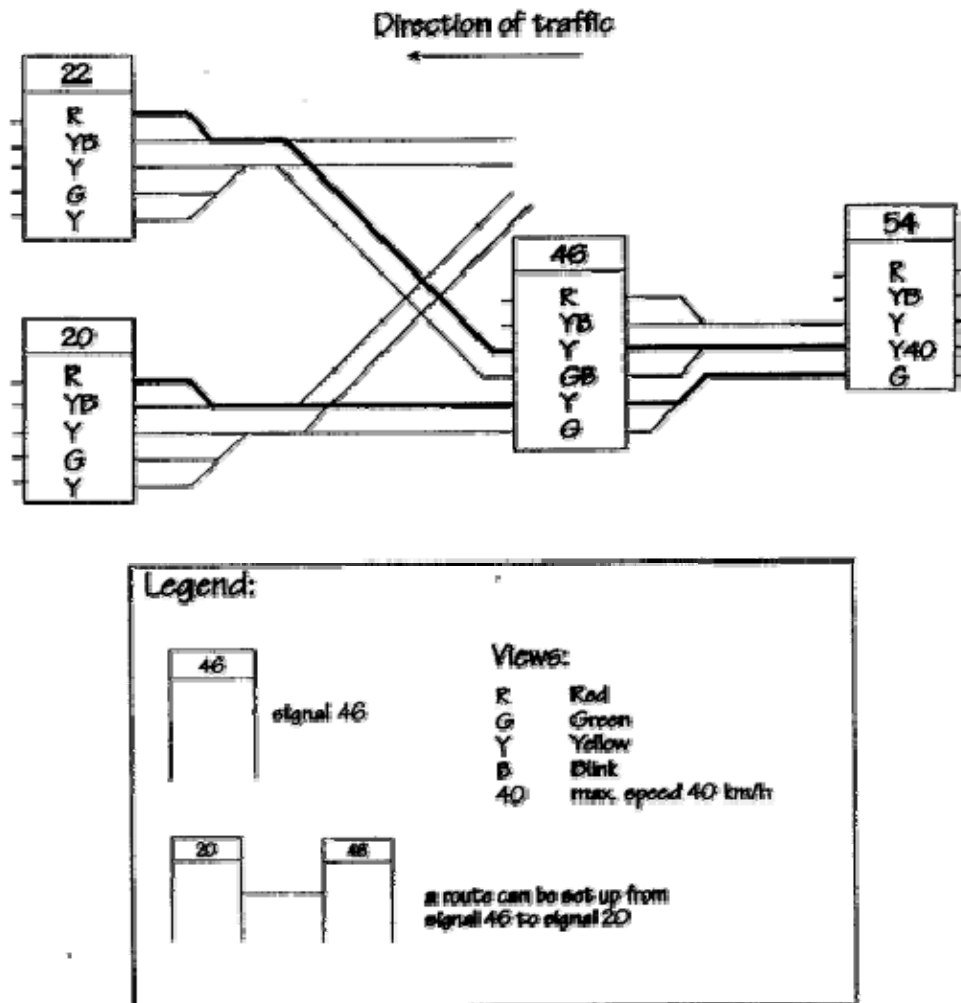 Direction of traffic
22
R
YB
Y
G
Y
20
R
YB
Y
G
Y
46
R
YB
Y
GB
Y
G
54
R
YB
Y
Y40
G
Legend:
46
signal 46
20
46
a route can be set up from
signal 46 to signal 20
Views:
R Red
G Green
Y Yellow
B Blink
40 max. speed 40 km/h